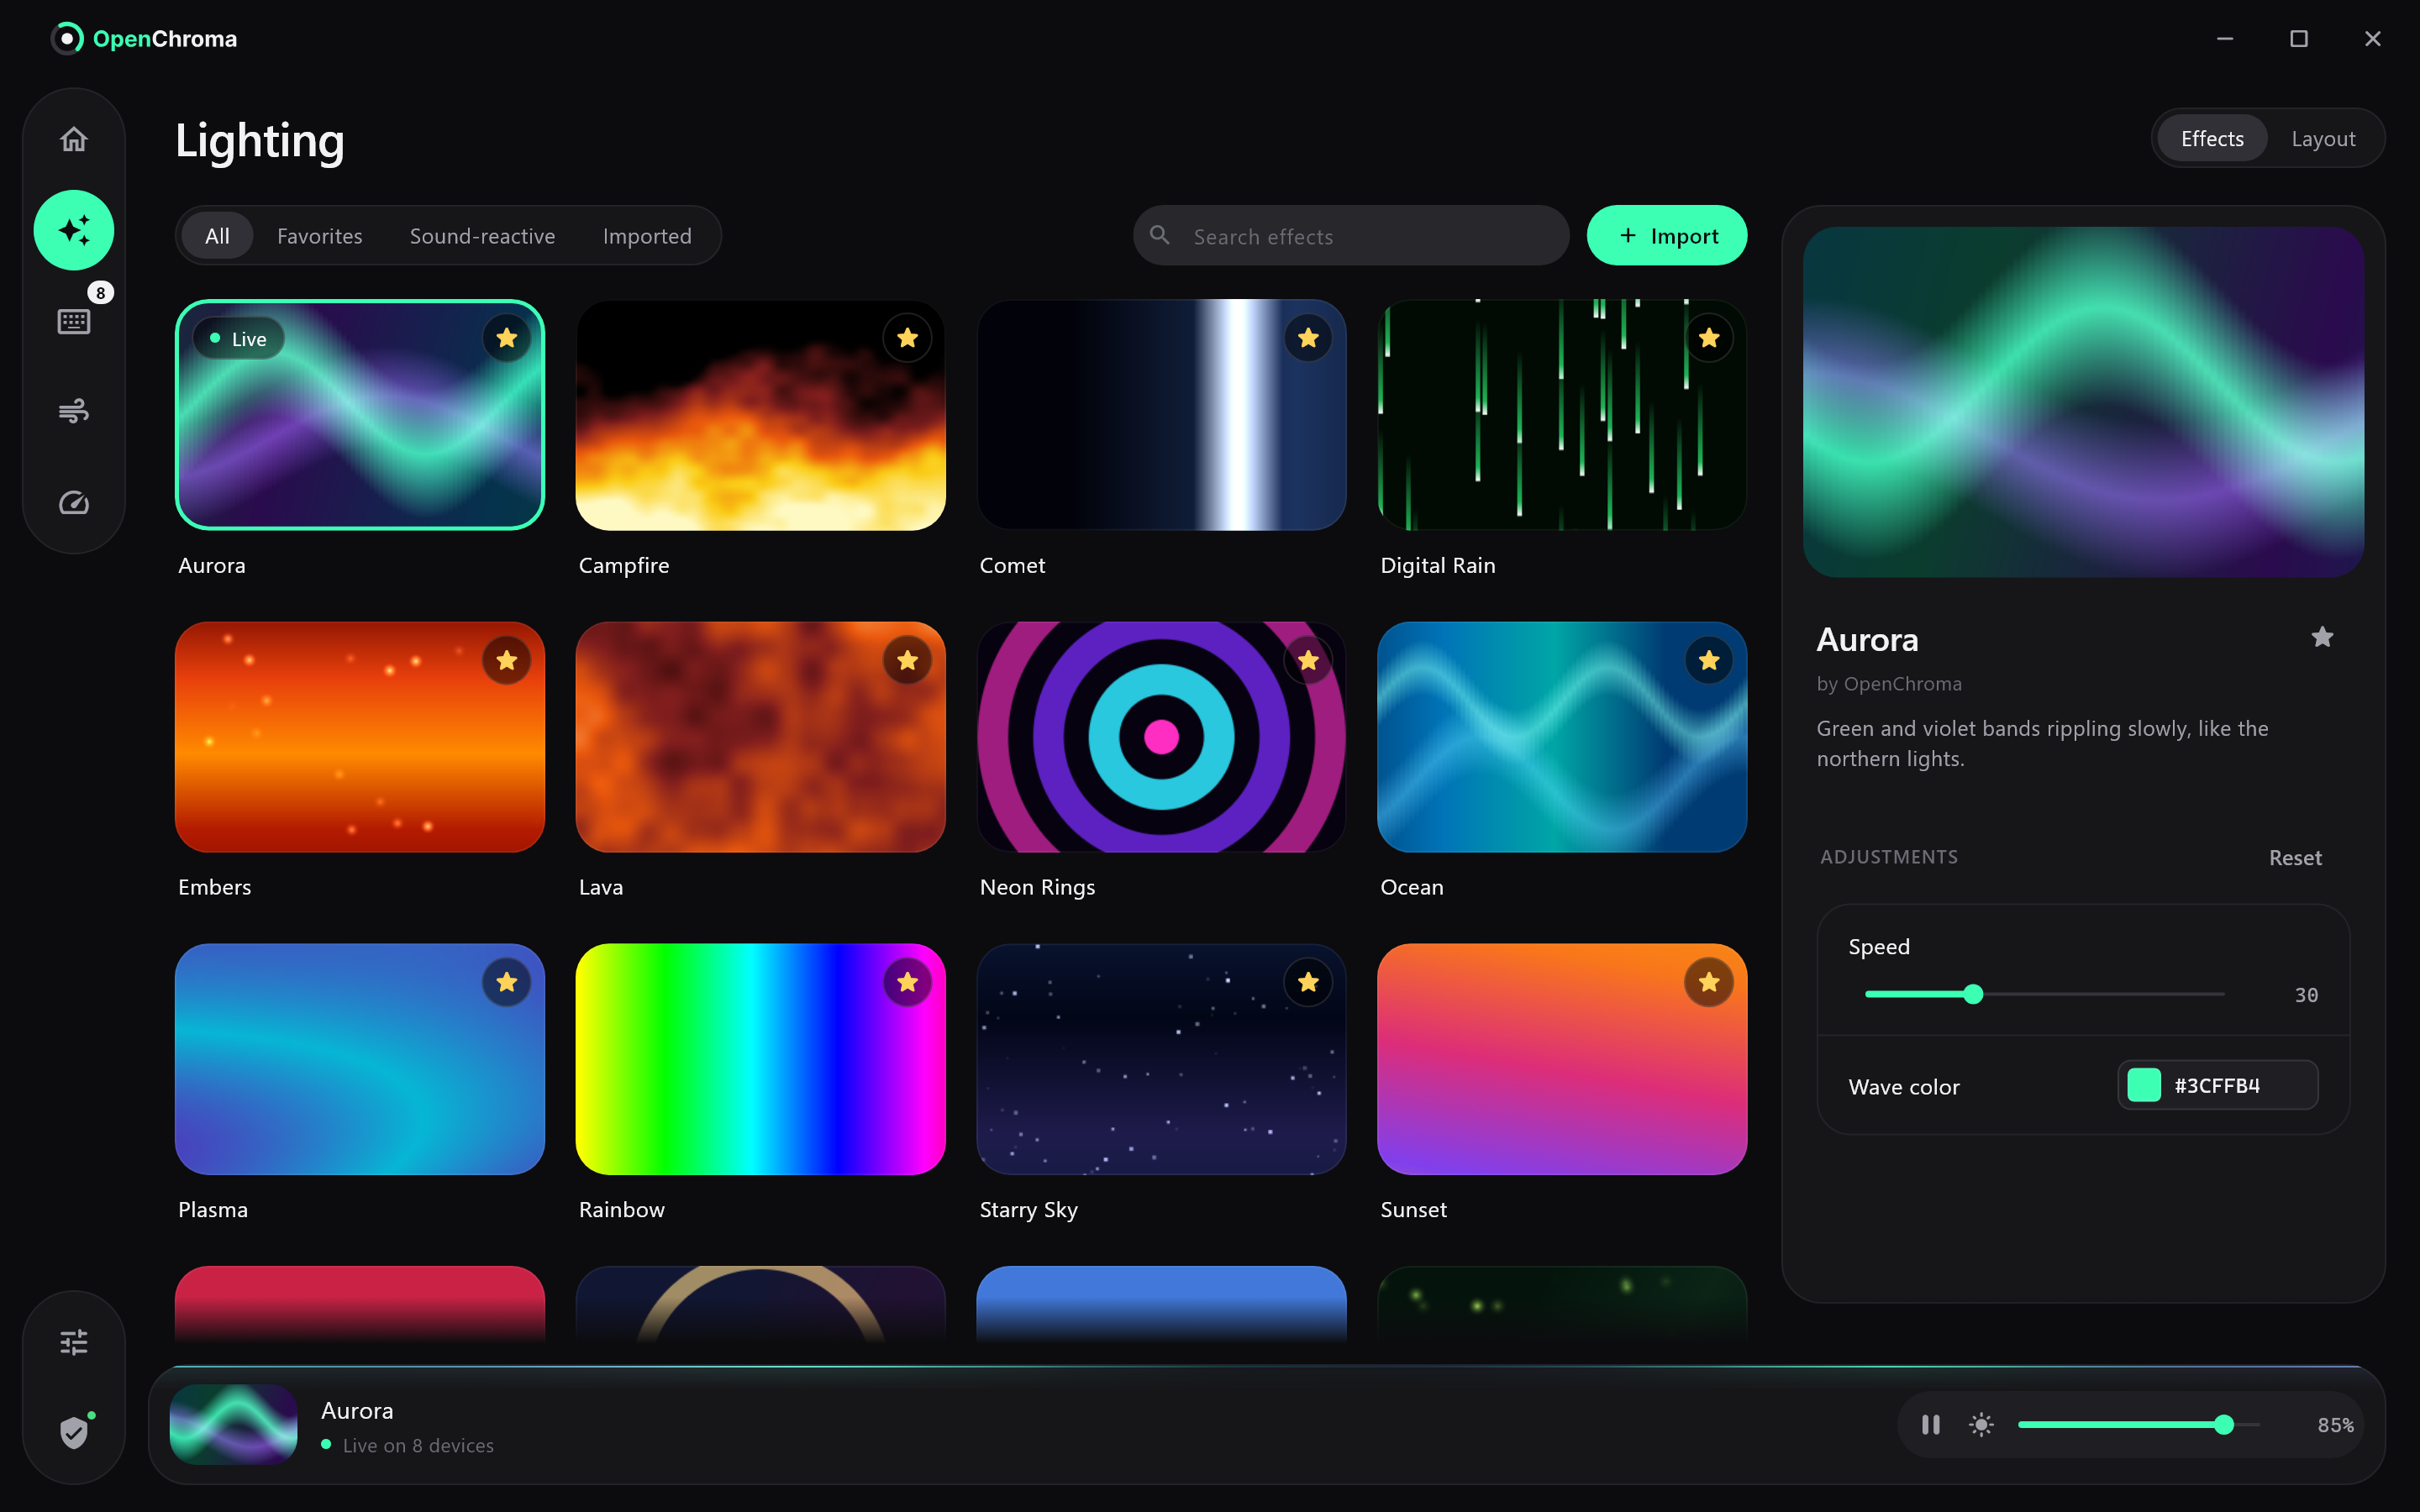 OpenChroma
Lighting
Effects
Layout
All
Favorites
Sound-reactive
Imported
Search effects
+ Import
8
Live
Aurora
Campfire
Comet
Digital Rain
Embers
Lava
Neon Rings
Ocean
Plasma
Rainbow
Starry Sky
Sunset
Aurora
by OpenChroma
Green and violet bands rippling slowly, like the
northern lights.
ADJUSTMENTS
Reset
Speed
30
Wave color
#3CFFB4
Aurora
Live on 8 devices
85%